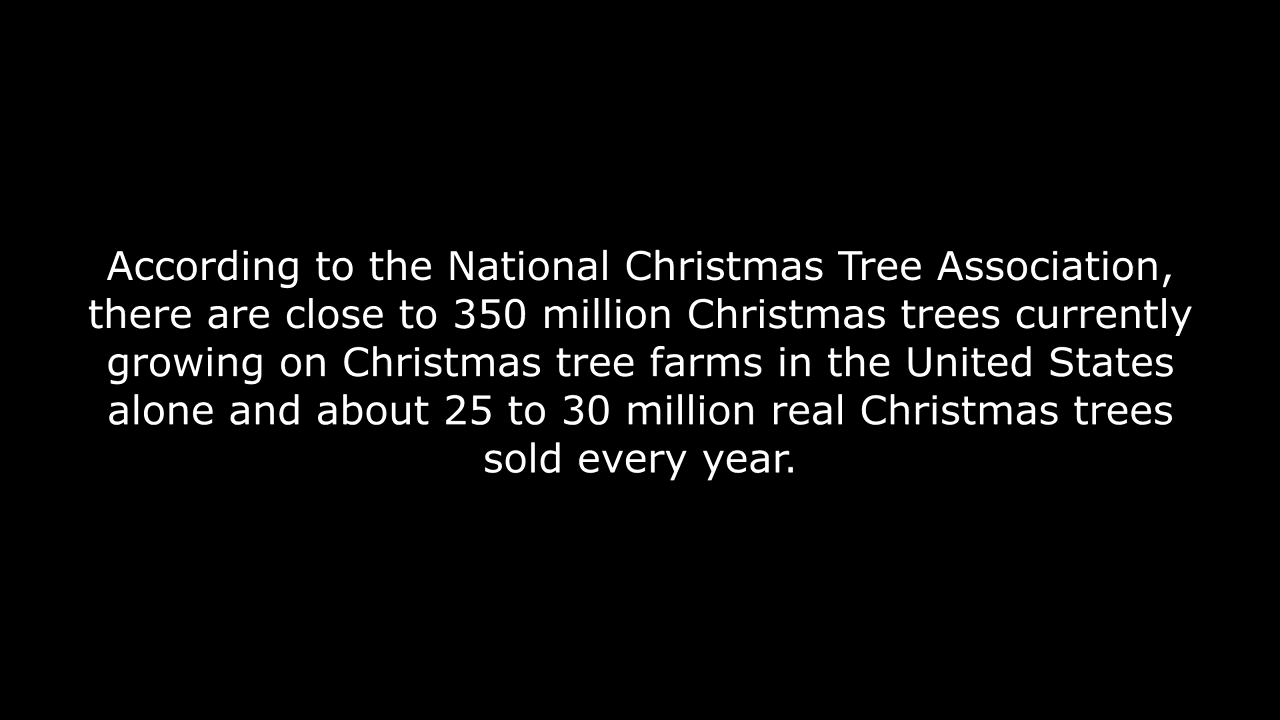 According to the National Christmas Tree Association,
there are close to 350 million Christmas trees currently
growing on Christmas tree farms in the United States
alone and about 25 to 30 million real Christmas trees
sold every year.